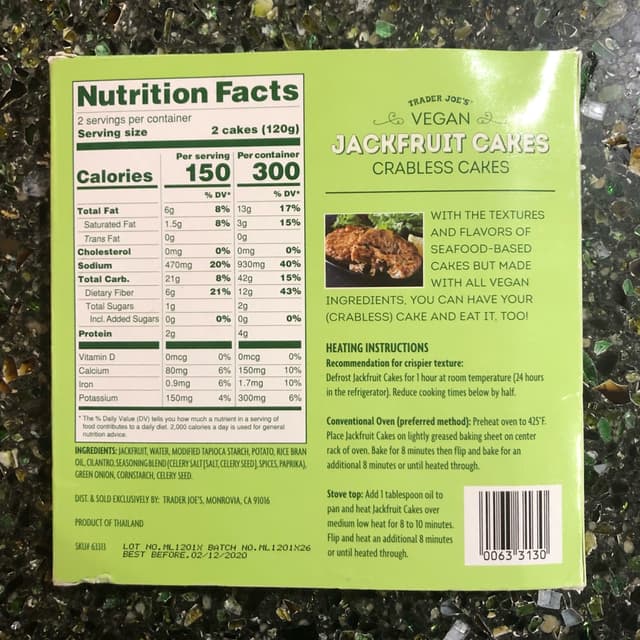 Nutrition Facts
2 servings per container
Serving size 2 cakes (120g)
Per serving Per container
Calories 150 300
% DV* % DV*
Total Fat 6g 8% 13g 17%
Saturated Fat 1.5g 8% 3g 15%
Trans Fat 0g 0g
Cholesterol 0mg 0% 0mg 0%
Sodium 470mg 20% 930mg 40%
Total Carb. 21g 8% 42g 15%
Dietary Fiber 6g 21% 12g 43%
Total Sugars 1g 2g
Incl. Added Sugars 0g 0% 0g 0%
Protein 2g 4g
Vitamin D 0mcg 0% 0mcg 0%
Calcium 80mg 6% 150mg 10%
Iron 0.9mg 6% 1.7mg 10%
Potassium 150mg 4% 300mg 6%
* The % Daily Value (DV) tells you how much a nutrient in a serving of
food contributes to a daily diet. 2,000 calories a day is used for general
nutrition advice.
INGREDIENTS: JACKFRUIT, WATER, MODIFIED TAPIOCA STARCH, POTATO, RICE BRAN
OIL, CILANTRO, SEASONING BLEND (CELERY SALT [SALT, CELERY SEED], SPICES, PAPRIKA),
GREEN ONION, CORNSTARCH, CELERY SEED.
DIST. & SOLD EXCLUSIVELY BY: TRADER JOE'S, MONROVIA, CA 91016
PRODUCT OF THAILAND
SKU# 63313
LOT NO.ML1201X BATCH NO.ML1201X26
BEST BEFORE.02/12/2020
TRADER JOE'S
VEGAN
JACKFRUIT CAKES
CRABLESS CAKES
WITH THE TEXTURES
AND FLAVORS OF
SEAFOOD-BASED
CAKES BUT MADE
WITH ALL VEGAN
INGREDIENTS, YOU CAN HAVE YOUR
(CRABLESS) CAKE AND EAT IT, TOO!
HEATING INSTRUCTIONS
Recommendation for crispier texture:
Defrost Jackfruit Cakes for 1 hour at room temperature (24 hours
in the refrigerator). Reduce cooking times below by half.
Conventional Oven (preferred method): Preheat oven to 425°F.
Place Jackfruit Cakes on lightly greased baking sheet on center
rack of oven. Bake for 8 minutes then flip and bake for an
additional 8 minutes or until heated through.
Stove top: Add 1 tablespoon oil to
pan and heat Jackfruit Cakes over
medium low heat for 8 to 10 minutes.
Flip and heat an additional 8 minutes
or until heated through.
0063 3130